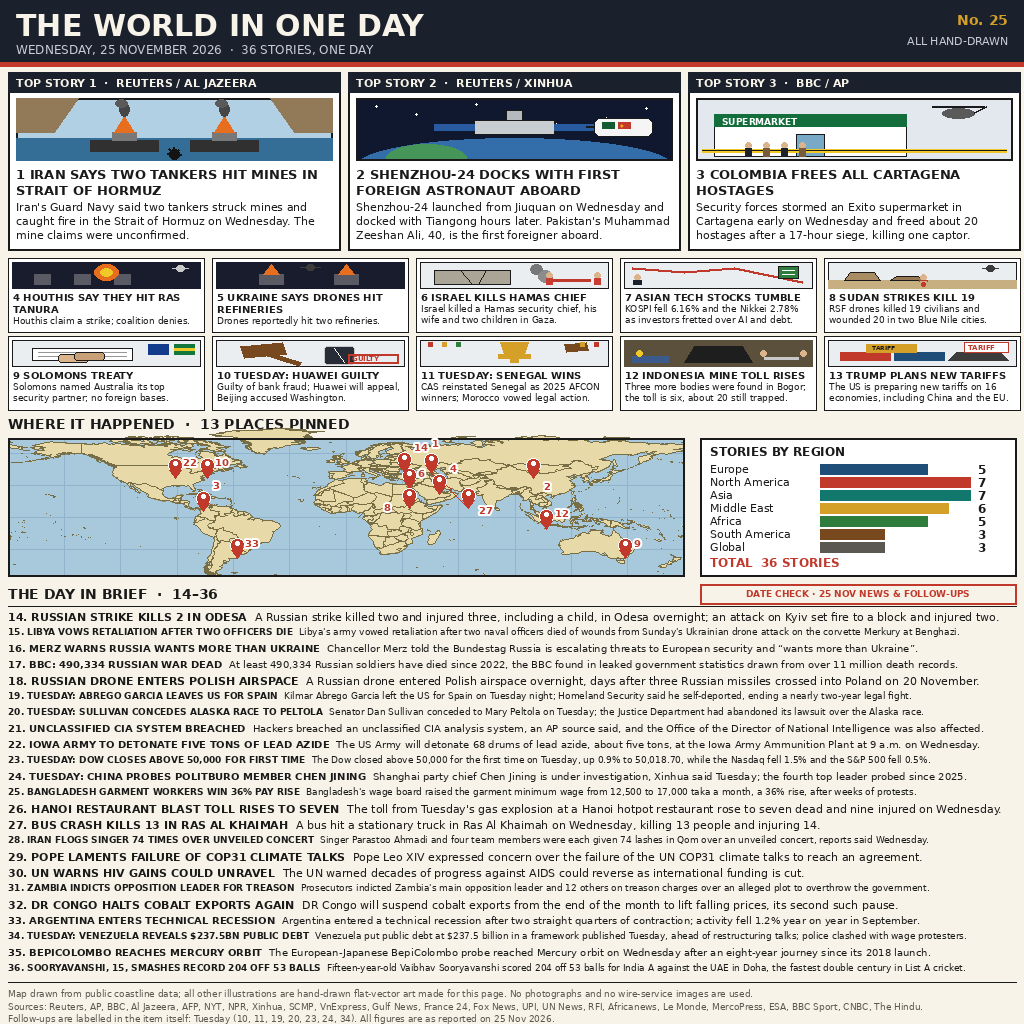 THE WORLD IN ONE DAY
WEDNESDAY, 25 NOVEMBER 2026 · 36 STORIES, ONE DAY
No. 25
ALL HAND-DRAWN
TOP STORY 1 · REUTERS / AL JAZEERA
1 IRAN SAYS TWO TANKERS HIT MINES IN
STRAIT OF HORMUZ
Iran's Guard Navy said two tankers struck mines and
caught fire in the Strait of Hormuz on Wednesday. The
mine claims were unconfirmed.
TOP STORY 2 · REUTERS / XINHUA
2 SHENZHOU-24 DOCKS WITH FIRST
FOREIGN ASTRONAUT ABOARD
Shenzhou-24 launched from Jiuquan on Wednesday and
docked with Tiangong hours later. Pakistan's Muhammad
Zeeshan Ali, 40, is the first foreigner aboard.
TOP STORY 3 · BBC / AP
SUPERMARKET
3 COLOMBIA FREES ALL CARTAGENA
HOSTAGES
Security forces stormed an Exito supermarket in
Cartagena early on Wednesday and freed about 20
hostages after a 17-hour siege, killing one captor.
4 HOUTHIS SAY THEY HIT RAS
TANURA
Houthis claim a strike; coalition denies.
5 UKRAINE SAYS DRONES HIT
REFINERIES
Drones reportedly hit two refineries.
6 ISRAEL KILLS HAMAS CHIEF
Israel killed a Hamas security chief, his
wife and two children in Gaza.
7 ASIAN TECH STOCKS TUMBLE
KOSPI fell 6.16% and the Nikkei 2.78%
as investors fretted over AI and debt.
8 SUDAN STRIKES KILL 19
RSF drones killed 19 civilians and
wounded 20 in two Blue Nile cities.
9 SOLOMONS TREATY
Solomons named Australia its top
security partner; no foreign bases.
GUILTY
10 TUESDAY: HUAWEI GUILTY
Guilty of bank fraud; Huawei will appeal,
Beijing accused Washington.
11 TUESDAY: SENEGAL WINS
CAS reinstated Senegal as 2025 AFCON
winners; Morocco vowed legal action.
12 INDONESIA MINE TOLL RISES
Three more bodies were found in Bogor;
the toll is six, about 20 still trapped.
TARIFF
TARIFF
13 TRUMP PLANS NEW TARIFFS
The US is preparing new tariffs on 16
economies, including China and the EU.
WHERE IT HAPPENED · 13 PLACES PINNED
22
10
3
33
14
1
6
4
8
27
2
12
9
STORIES BY REGION
Europe 5
North America 7
Asia 7
Middle East 6
Africa 5
South America 3
Global 3
TOTAL 36 STORIES
THE DAY IN BRIEF · 14–36
DATE CHECK · 25 NOV NEWS & FOLLOW-UPS
14. RUSSIAN STRIKE KILLS 2 IN ODESA A Russian strike killed two and injured three, including a child, in Odesa overnight; an attack on Kyiv set fire to a block and injured two.
15. LIBYA VOWS RETALIATION AFTER TWO OFFICERS DIE Libya's army vowed retaliation after two naval officers died of wounds from Sunday's Ukrainian drone attack on the corvette Merkury at Benghazi.
16. MERZ WARNS RUSSIA WANTS MORE THAN UKRAINE Chancellor Merz told the Bundestag Russia is escalating threats to European security and “wants more than Ukraine”.
17. BBC: 490,334 RUSSIAN WAR DEAD At least 490,334 Russian soldiers have died since 2022, the BBC found in leaked government statistics drawn from over 11 million death records.
18. RUSSIAN DRONE ENTERS POLISH AIRSPACE A Russian drone entered Polish airspace overnight, days after three Russian missiles crossed into Poland on 20 November.
19. TUESDAY: ABREGO GARCIA LEAVES US FOR SPAIN Kilmar Abrego Garcia left the US for Spain on Tuesday night; Homeland Security said he self-deported, ending a nearly two-year legal fight.
20. TUESDAY: SULLIVAN CONCEDES ALASKA RACE TO PELTOLA Senator Dan Sullivan conceded to Mary Peltola on Tuesday; the Justice Department had abandoned its lawsuit over the Alaska race.
21. UNCLASSIFIED CIA SYSTEM BREACHED Hackers breached an unclassified CIA analysis system, an AP source said, and the Office of the Director of National Intelligence was also affected.
22. IOWA ARMY TO DETONATE FIVE TONS OF LEAD AZIDE The US Army will detonate 68 drums of lead azide, about five tons, at the Iowa Army Ammunition Plant at 9 a.m. on Wednesday.
23. TUESDAY: DOW CLOSES ABOVE 50,000 FOR FIRST TIME The Dow closed above 50,000 for the first time on Tuesday, up 0.9% to 50,018.70, while the Nasdaq fell 1.5% and the S&P 500 fell 0.5%.
24. TUESDAY: CHINA PROBES POLITBURO MEMBER CHEN JINING Shanghai party chief Chen Jining is under investigation, Xinhua said Tuesday; the fourth top leader probed since 2025.
25. BANGLADESH GARMENT WORKERS WIN 36% PAY RISE Bangladesh's wage board raised the garment minimum wage from 12,500 to 17,000 taka a month, a 36% rise, after weeks of protests.
26. HANOI RESTAURANT BLAST TOLL RISES TO SEVEN The toll from Tuesday's gas explosion at a Hanoi hotpot restaurant rose to seven dead and nine injured on Wednesday.
27. BUS CRASH KILLS 13 IN RAS AL KHAIMAH A bus hit a stationary truck in Ras Al Khaimah on Wednesday, killing 13 people and injuring 14.
28. IRAN FLOGS SINGER 74 TIMES OVER UNVEILED CONCERT Singer Parastoo Ahmadi and four team members were each given 74 lashes in Qom over an unveiled concert, reports said Wednesday.
29. POPE LAMENTS FAILURE OF COP31 CLIMATE TALKS Pope Leo XIV expressed concern over the failure of the UN COP31 climate talks to reach an agreement.
30. UN WARNS HIV GAINS COULD UNRAVEL The UN warned decades of progress against AIDS could reverse as international funding is cut.
31. ZAMBIA INDICTS OPPOSITION LEADER FOR TREASON Prosecutors indicted Zambia's main opposition leader and 12 others on treason charges over an alleged plot to overthrow the government.
32. DR CONGO HALTS COBALT EXPORTS AGAIN DR Congo will suspend cobalt exports from the end of the month to lift falling prices, its second such pause.
33. ARGENTINA ENTERS TECHNICAL RECESSION Argentina entered a technical recession after two straight quarters of contraction; activity fell 1.2% year on year in September.
34. TUESDAY: VENEZUELA REVEALS $237.5BN PUBLIC DEBT Venezuela put public debt at $237.5 billion in a framework published Tuesday, ahead of restructuring talks; police clashed with wage protesters.
35. BEPICOLOMBO REACHES MERCURY ORBIT The European-Japanese BepiColombo probe reached Mercury orbit on Wednesday after an eight-year journey since its 2018 launch.
36. SOORYAVANSHI, 15, SMASHES RECORD 204 OFF 53 BALLS Fifteen-year-old Vaibhav Sooryavanshi scored 204 off 53 balls for India A against the UAE in Doha, the fastest double century in List A cricket.
Map drawn from public coastline data; all other illustrations are hand-drawn flat-vector art made for this page. No photographs and no wire-service images are used.
Sources: Reuters, AP, BBC, Al Jazeera, AFP, NYT, NPR, Xinhua, SCMP, VnExpress, Gulf News, France 24, Fox News, UPI, UN News, RFI, Africanews, Le Monde, MercoPress, ESA, BBC Sport, CNBC, The Hindu.
Follow-ups are labelled in the item itself: Tuesday (10, 11, 19, 20, 23, 24, 34). All figures are as reported on 25 Nov 2026.